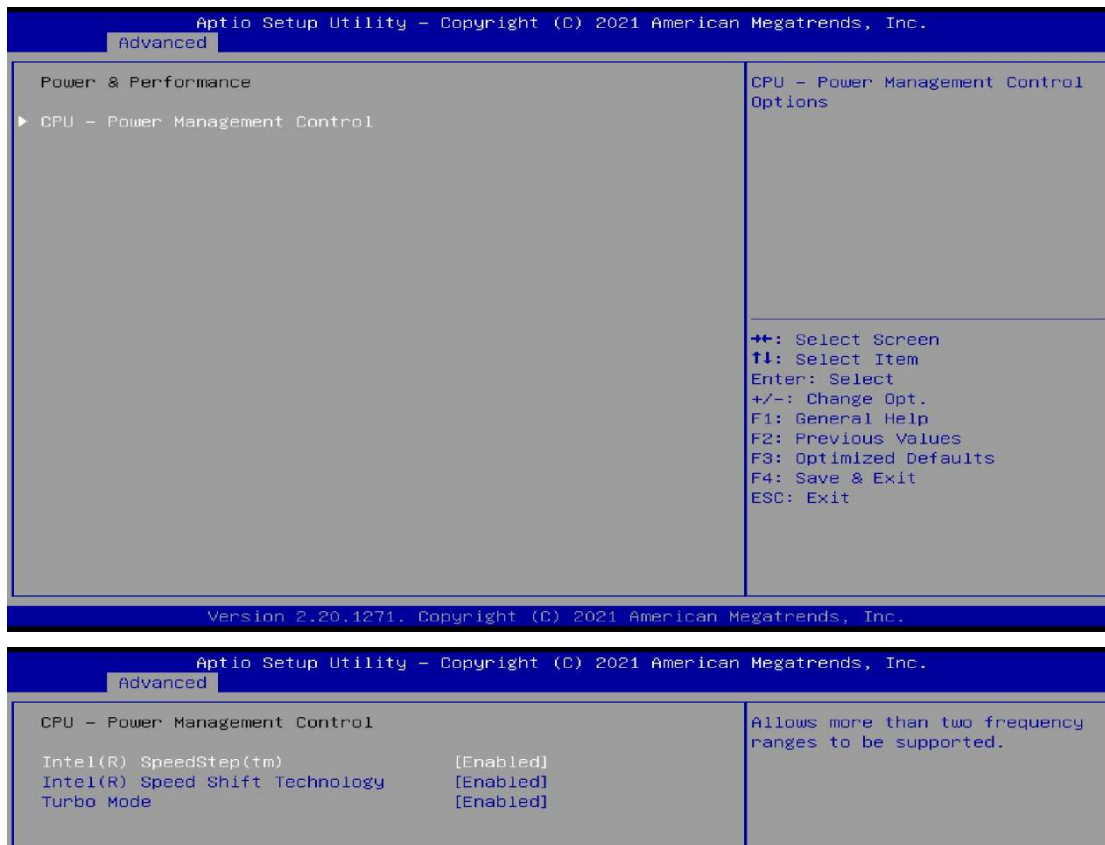 Aptio Setup Utility – Copyright (C) 2021 American Megatrends, Inc.
Advanced
Power & Performance
▶ CPU – Power Management Control
CPU – Power Management Control
Options
→←: Select Screen
↑↓: Select Item
Enter: Select
+/-: Change Opt.
F1: General Help
F2: Previous Values
F3: Optimized Defaults
F4: Save & Exit
ESC: Exit
Version 2.20.1271. Copyright (C) 2021 American Megatrends, Inc.
Aptio Setup Utility – Copyright (C) 2021 American Megatrends, Inc.
Advanced
CPU – Power Management Control
Intel(R) SpeedStep(tm) [Enabled]
Intel(R) Speed Shift Technology [Enabled]
Turbo Mode [Enabled]
Allows more than two frequency
ranges to be supported.